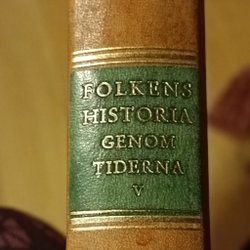 FOLKENS
HISTORIA
GENOM
TIDERNA
V